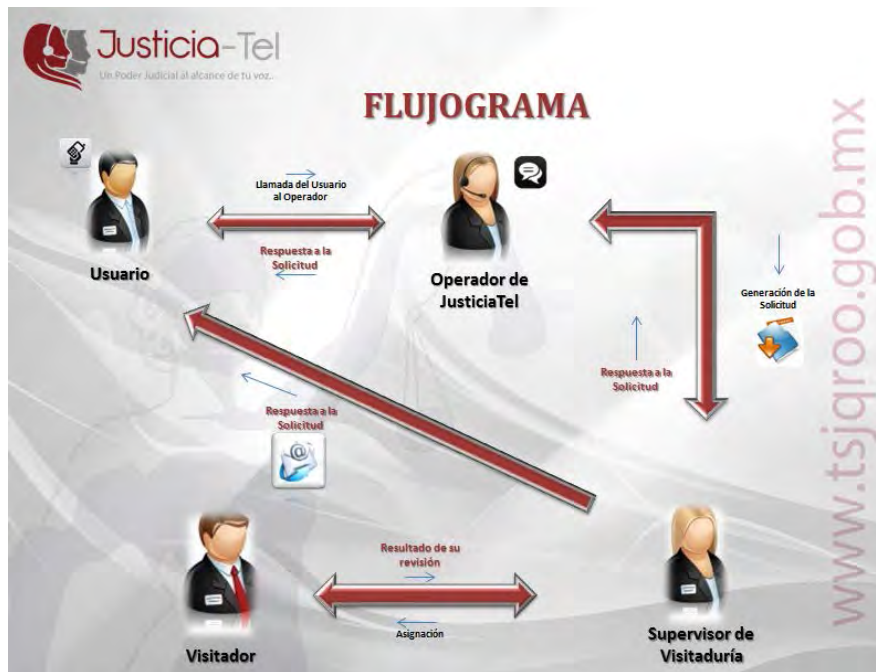 Justicia-Tel
Un Poder Judicial al alcance de tu voz..
FLUJOGRAMA
Llamada del Usuario
al Operador
Respuesta a la
Solicitud
Usuario
Operador de
JusticiaTel
Generación de la
Solicitud
Respuesta a la
Solicitud
Respuesta a la
Solicitud
@
Resultado de su
revisión
Asignación
Visitador
Supervisor de
Visitaduría
www.tsjqroo.gob.mx